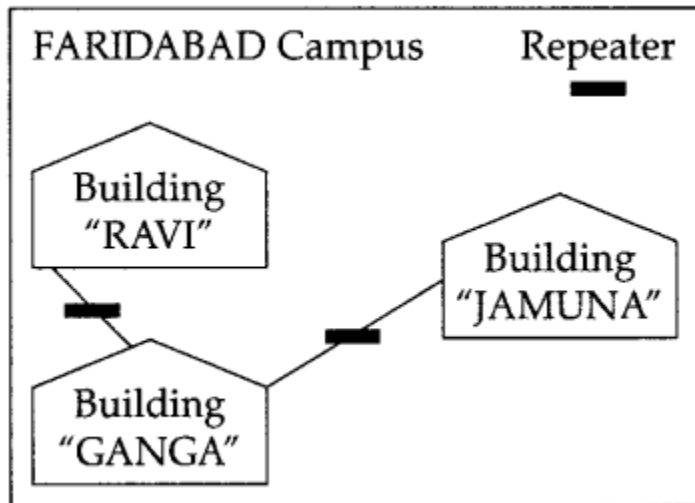 FARIDABAD Campus
Repeater
Building
"RAVI"
Building
"JAMUNA"
Building
"GANGA"